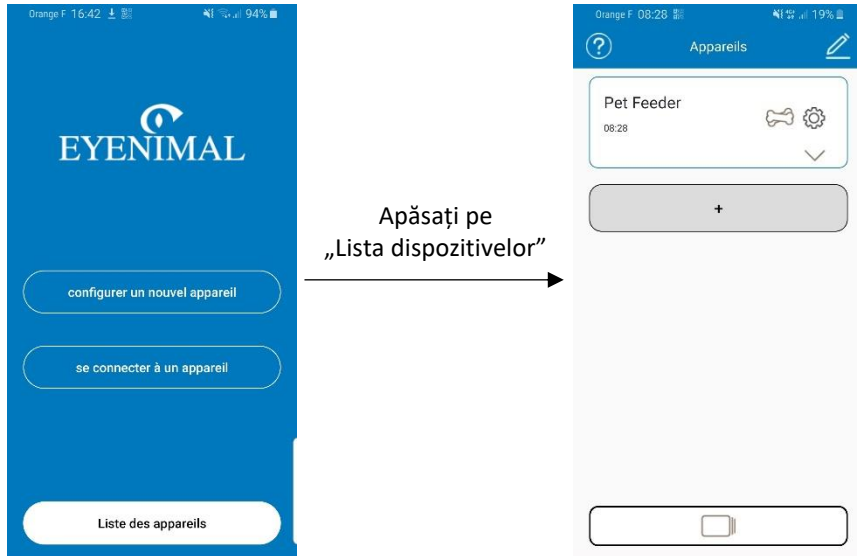 Orange F 16:42
94%
EYENIMAL
configurer un nouvel appareil
se connecter à un appareil
Liste des appareils
Apăsați pe
„Lista dispozitivelor”
Orange F 08:28
19%
Appareils
Pet Feeder
08:28
+